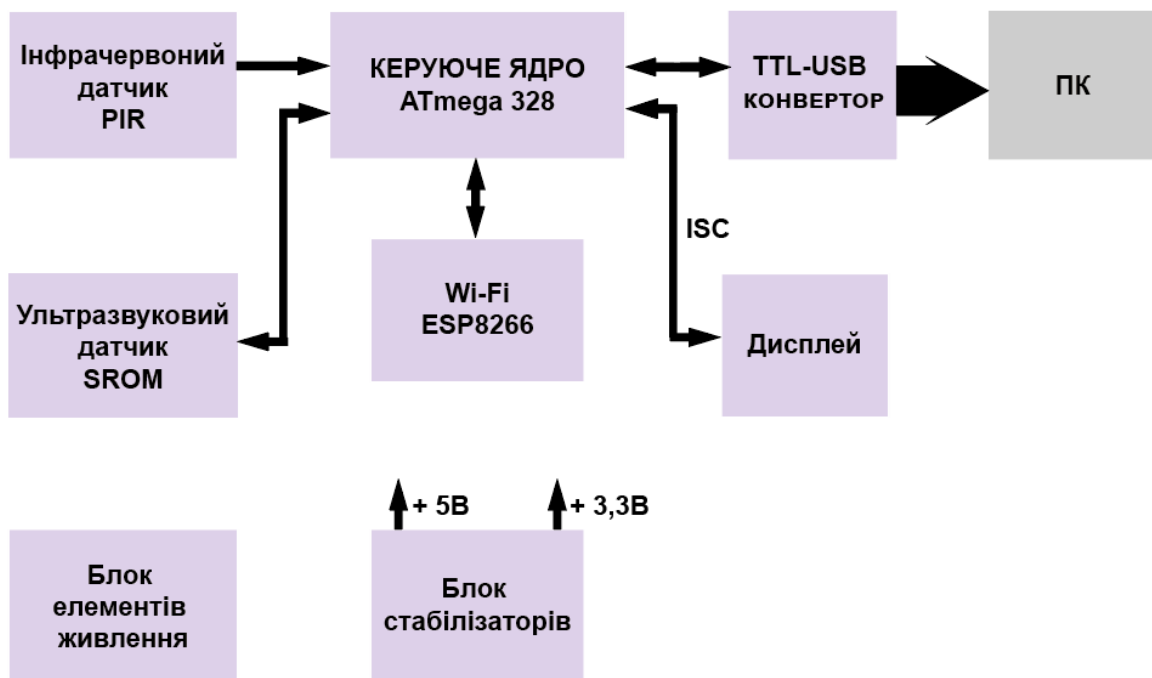 Інфрачервоний
датчик
PIR
КЕРУЮЧЕ ЯДРО
ATmega 328
TTL-USB
КОНВЕРТОР
ПК
ISC
Ультразвуковий
датчик
SROM
Wi-Fi
ESP8266
Дисплей
+ 5В
+ 3,3В
Блок
елементів
живлення
Блок
стабілізаторів